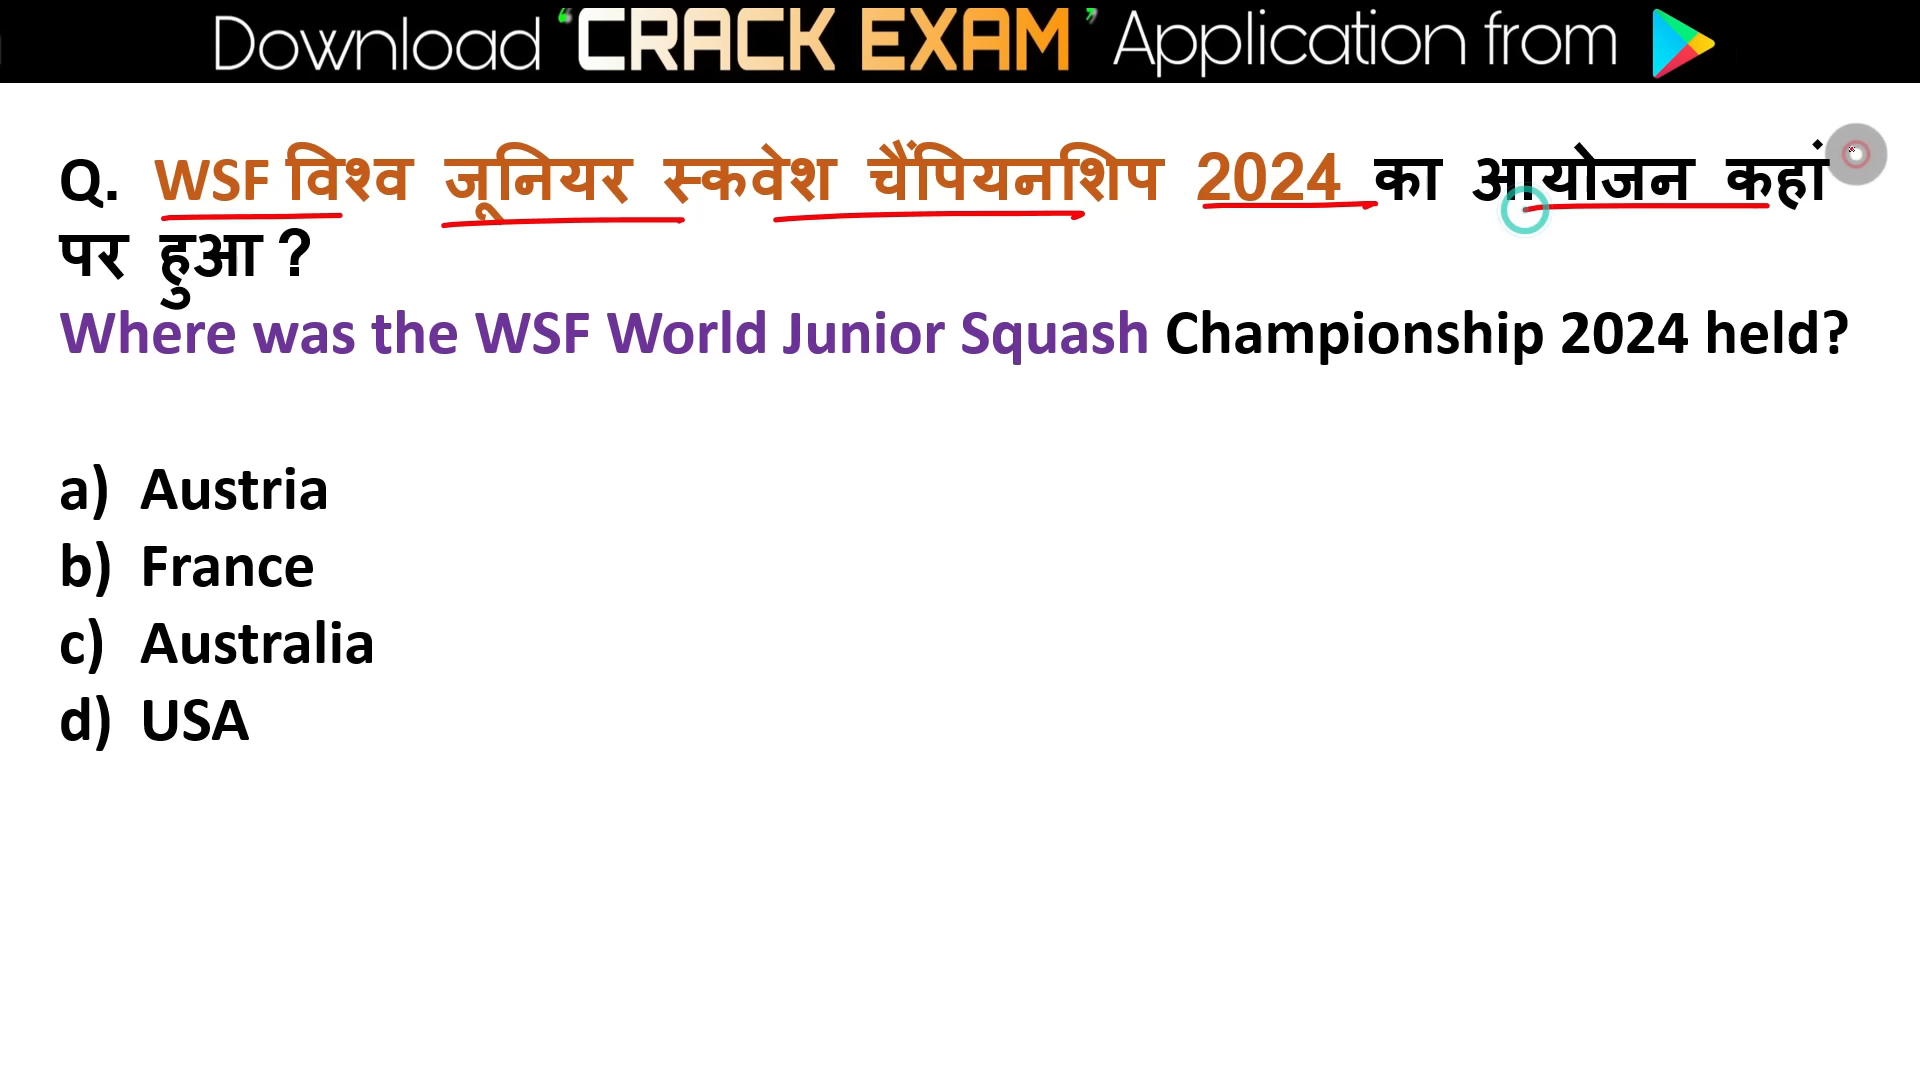 Download ‘CRACK EXAM’ Application from
Q. WSF विश्व जूनियर स्कवेश चैंपियनशिप 2024 का आयोजन कहां
पर हुआ ?
Where was the WSF World Junior Squash Championship 2024 held?
a) Austria
b) France
c) Australia
d) USA